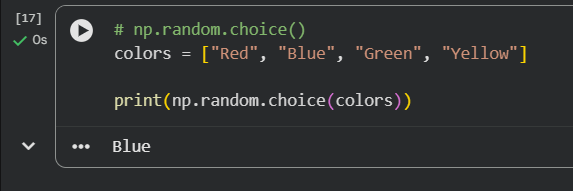 [17]
0s
# np.random.choice()
colors = ["Red", "Blue", "Green", "Yellow"]
print(np.random.choice(colors))
Blue